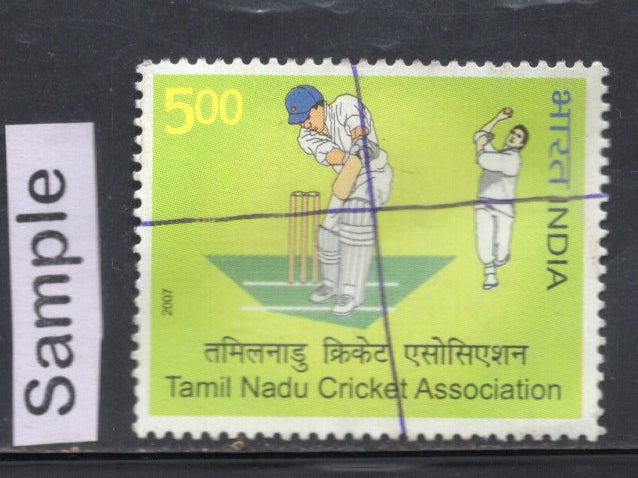 Sample
500
भारत INDIA
2007
तमिलनाडु क्रिकेट एसोसिएशन
Tamil Nadu Cricket Association